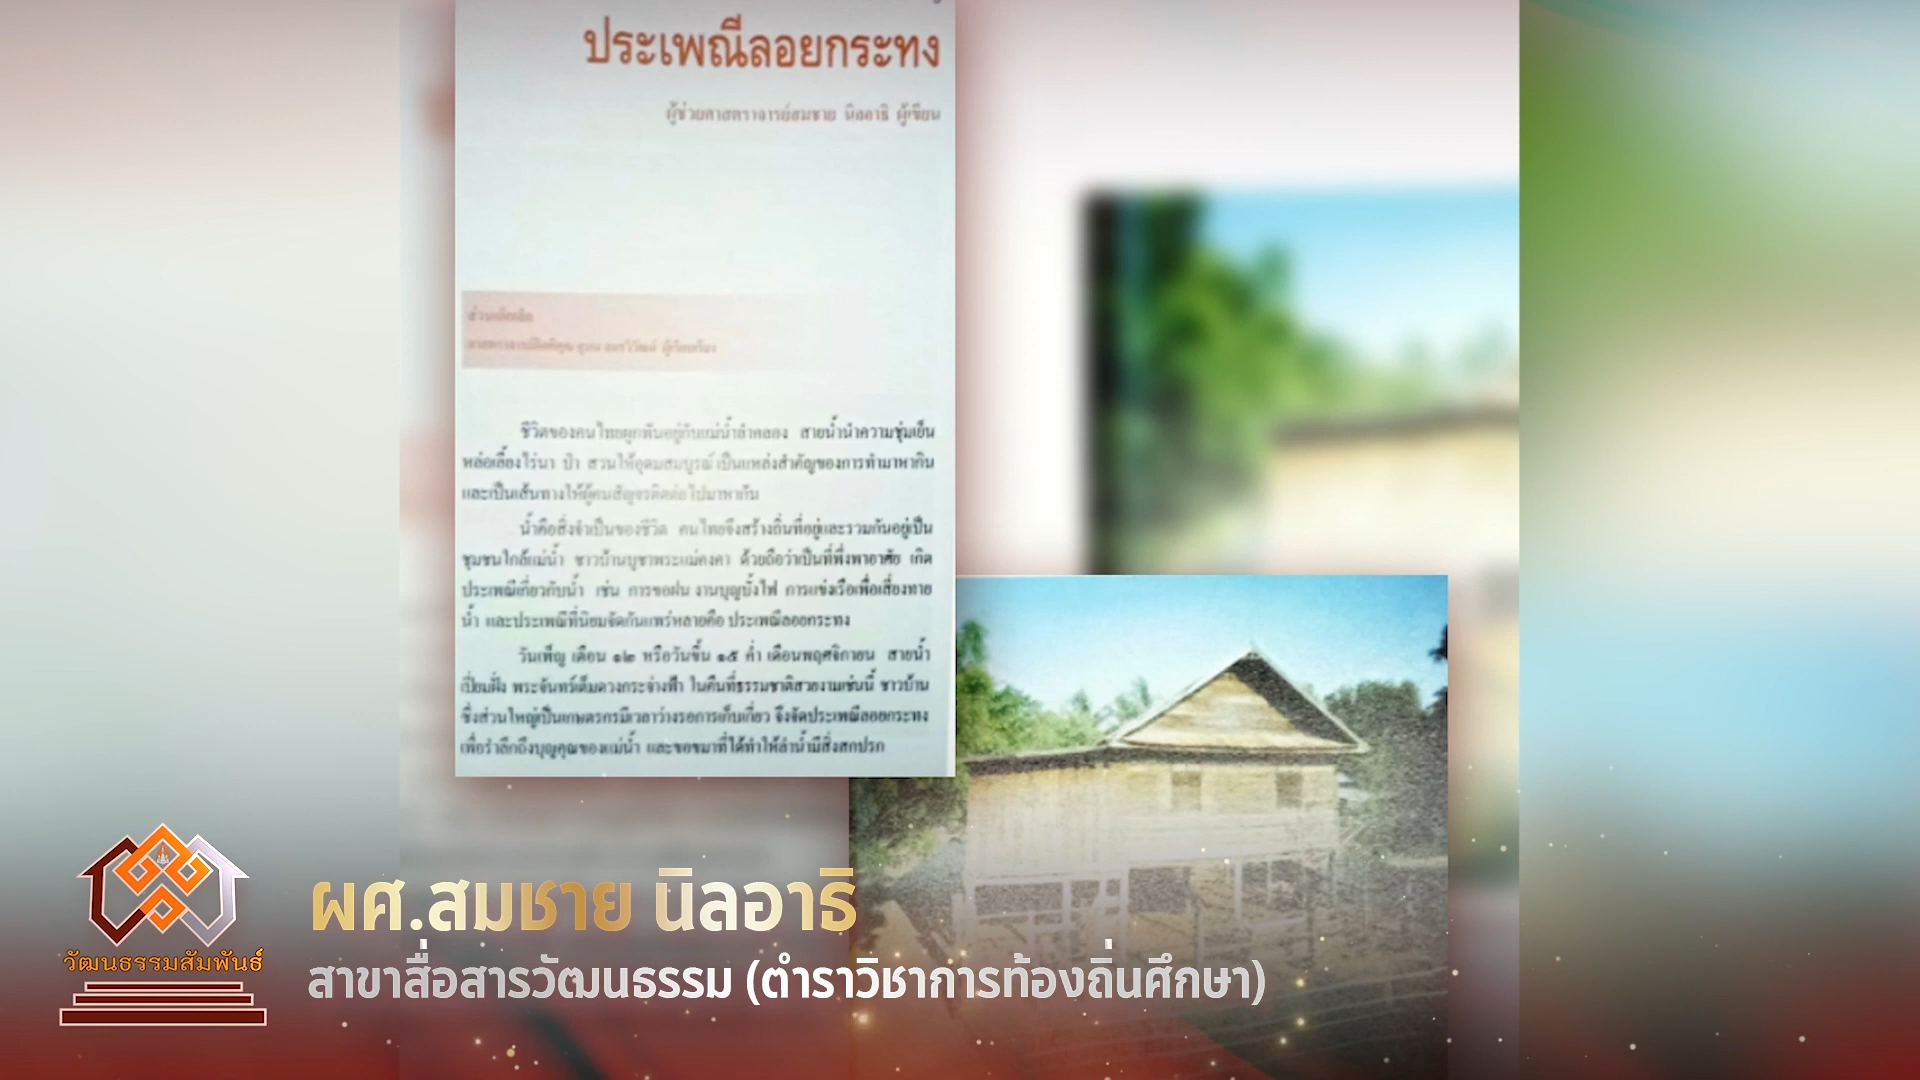 ประเพณีลอยกระทง
ผู้ช่วยศาสตราจารย์สมชาย นิลอาธิ ผู้เขียน
ชีวิตของคนไทยผูกพันอยู่กับแม่น้ำลำคลอง สายน้ำนำความชุ่มเย็น
หล่อเลี้ยงไร่นา ป่า สวนให้อุดมสมบูรณ์ เป็นแหล่งสำคัญของการทำมาหากิน
และเป็นเส้นทางให้ผู้คนสัญจรติดต่อไปมาหากัน
น้ำคือสิ่งจำเป็นของชีวิต คนไทยจึงสร้างถิ่นที่อยู่และรวมกันอยู่เป็น
ชุมชนใกล้แม่น้ำ ชาวบ้านบูชาพระแม่คงคา ด้วยถือว่าเป็นที่พึ่งพาอาศัย เกิด
ประเพณีเกี่ยวกับน้ำ เช่น การขอฝน งานบุญบั้งไฟ การแข่งเรือเพื่อเสี่ยงทาย
น้ำ และประเพณีที่นิยมจัดกันแพร่หลายคือ ประเพณีลอยกระทง
วันเพ็ญ เดือน ๑๒ หรือวันขึ้น ๑๕ ค่ำ เดือนพฤศจิกายน สายน้ำ
เปี่ยมฝั่ง พระจันทร์เต็มดวงกระจ่างฟ้า ในคืนที่ธรรมชาติสวยงามเช่นนี้ ชาวบ้าน
ซึ่งส่วนใหญ่เป็นเกษตรกรมีเวลาว่างรอการเก็บเกี่ยว จึงจัดประเพณีลอยกระทง
เพื่อรำลึกถึงบุญคุณของแม่น้ำ และขอขมาที่ได้ทำให้ลำน้ำมีสิ่งสกปรก
ผศ.สมชาย นิลอาธิ
สาขาสื่อสารวัฒนธรรม (ตำราวิชาการท้องถิ่นศึกษา)
วัฒนธรรมสัมพันธ์